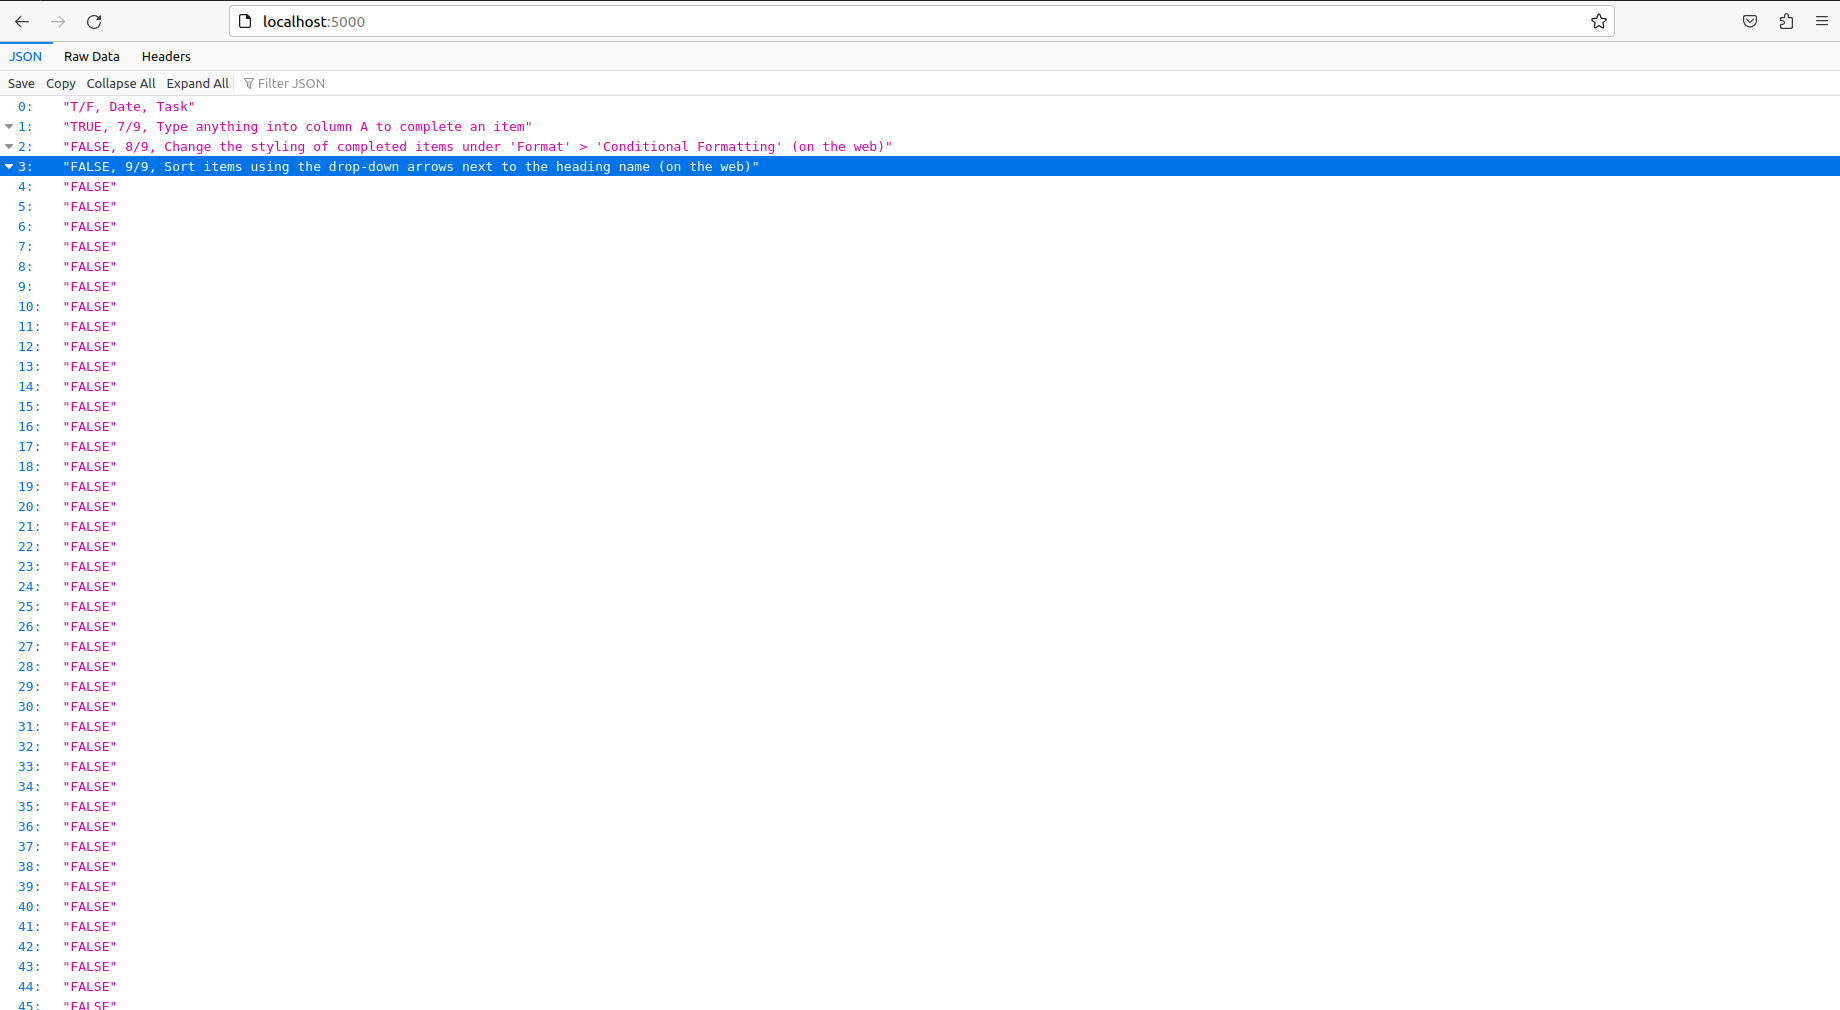 localhost:5000
JSON Raw Data Headers
Save Copy Collapse All Expand All Filter JSON
0: "T/F, Date, Task"
1: "TRUE, 7/9, Type anything into column A to complete an item"
2: "FALSE, 8/9, Change the styling of completed items under 'Format' > 'Conditional Formatting' (on the web)"
3: "FALSE, 9/9, Sort items using the drop-down arrows next to the heading name (on the web)"
4: "FALSE"
5: "FALSE"
6: "FALSE"
7: "FALSE"
8: "FALSE"
9: "FALSE"
10: "FALSE"
11: "FALSE"
12: "FALSE"
13: "FALSE"
14: "FALSE"
15: "FALSE"
16: "FALSE"
17: "FALSE"
18: "FALSE"
19: "FALSE"
20: "FALSE"
21: "FALSE"
22: "FALSE"
23: "FALSE"
24: "FALSE"
25: "FALSE"
26: "FALSE"
27: "FALSE"
28: "FALSE"
29: "FALSE"
30: "FALSE"
31: "FALSE"
32: "FALSE"
33: "FALSE"
34: "FALSE"
35: "FALSE"
36: "FALSE"
37: "FALSE"
38: "FALSE"
39: "FALSE"
40: "FALSE"
41: "FALSE"
42: "FALSE"
43: "FALSE"
44: "FALSE"
45: "FALSE"